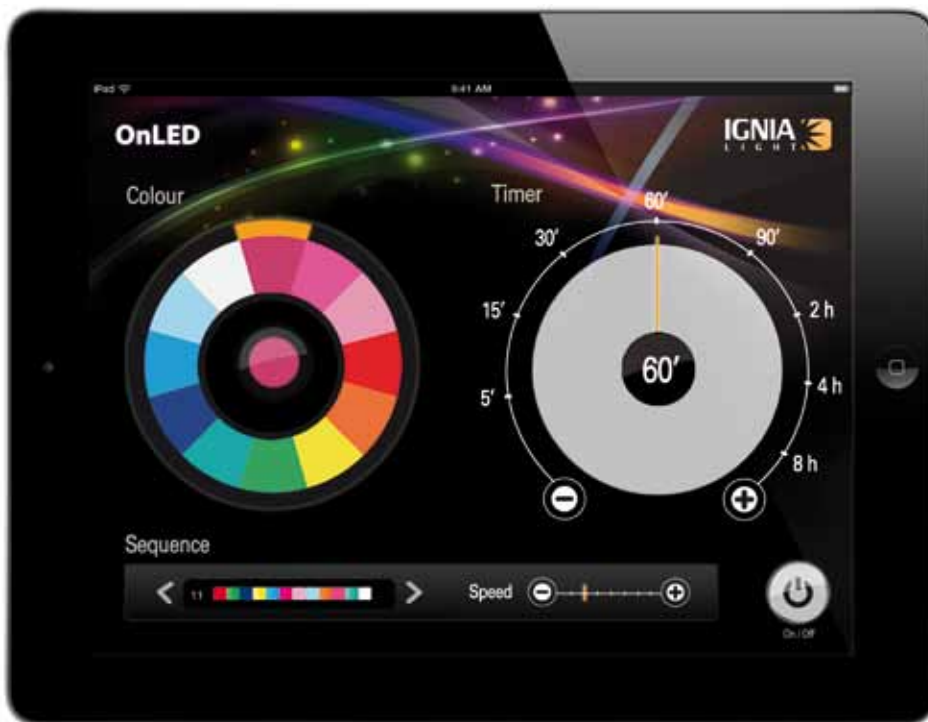 iPad
9:41 AM
OnLED
IGNIA
LIGHT
Colour
Timer
60′
30′
90′
15′
2 h
5′
4 h
60′
8 h
Sequence
11
Speed
On / Off